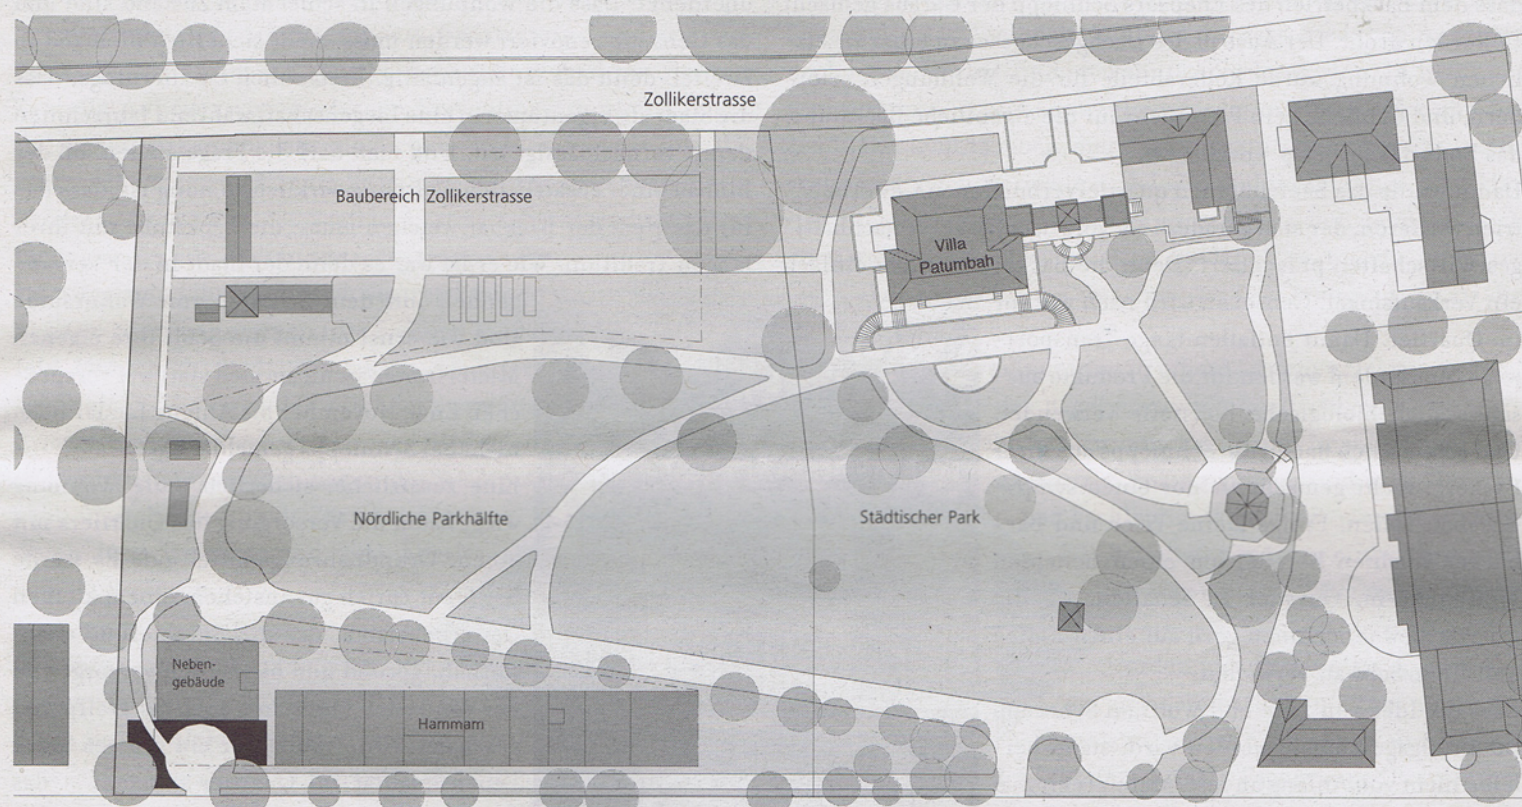 Zollikerstrasse
Baubereich Zollikerstrasse
Villa
Patumbah
Nördliche Parkhälfte
Städtischer Park
Neben-
gebäude
Hammam